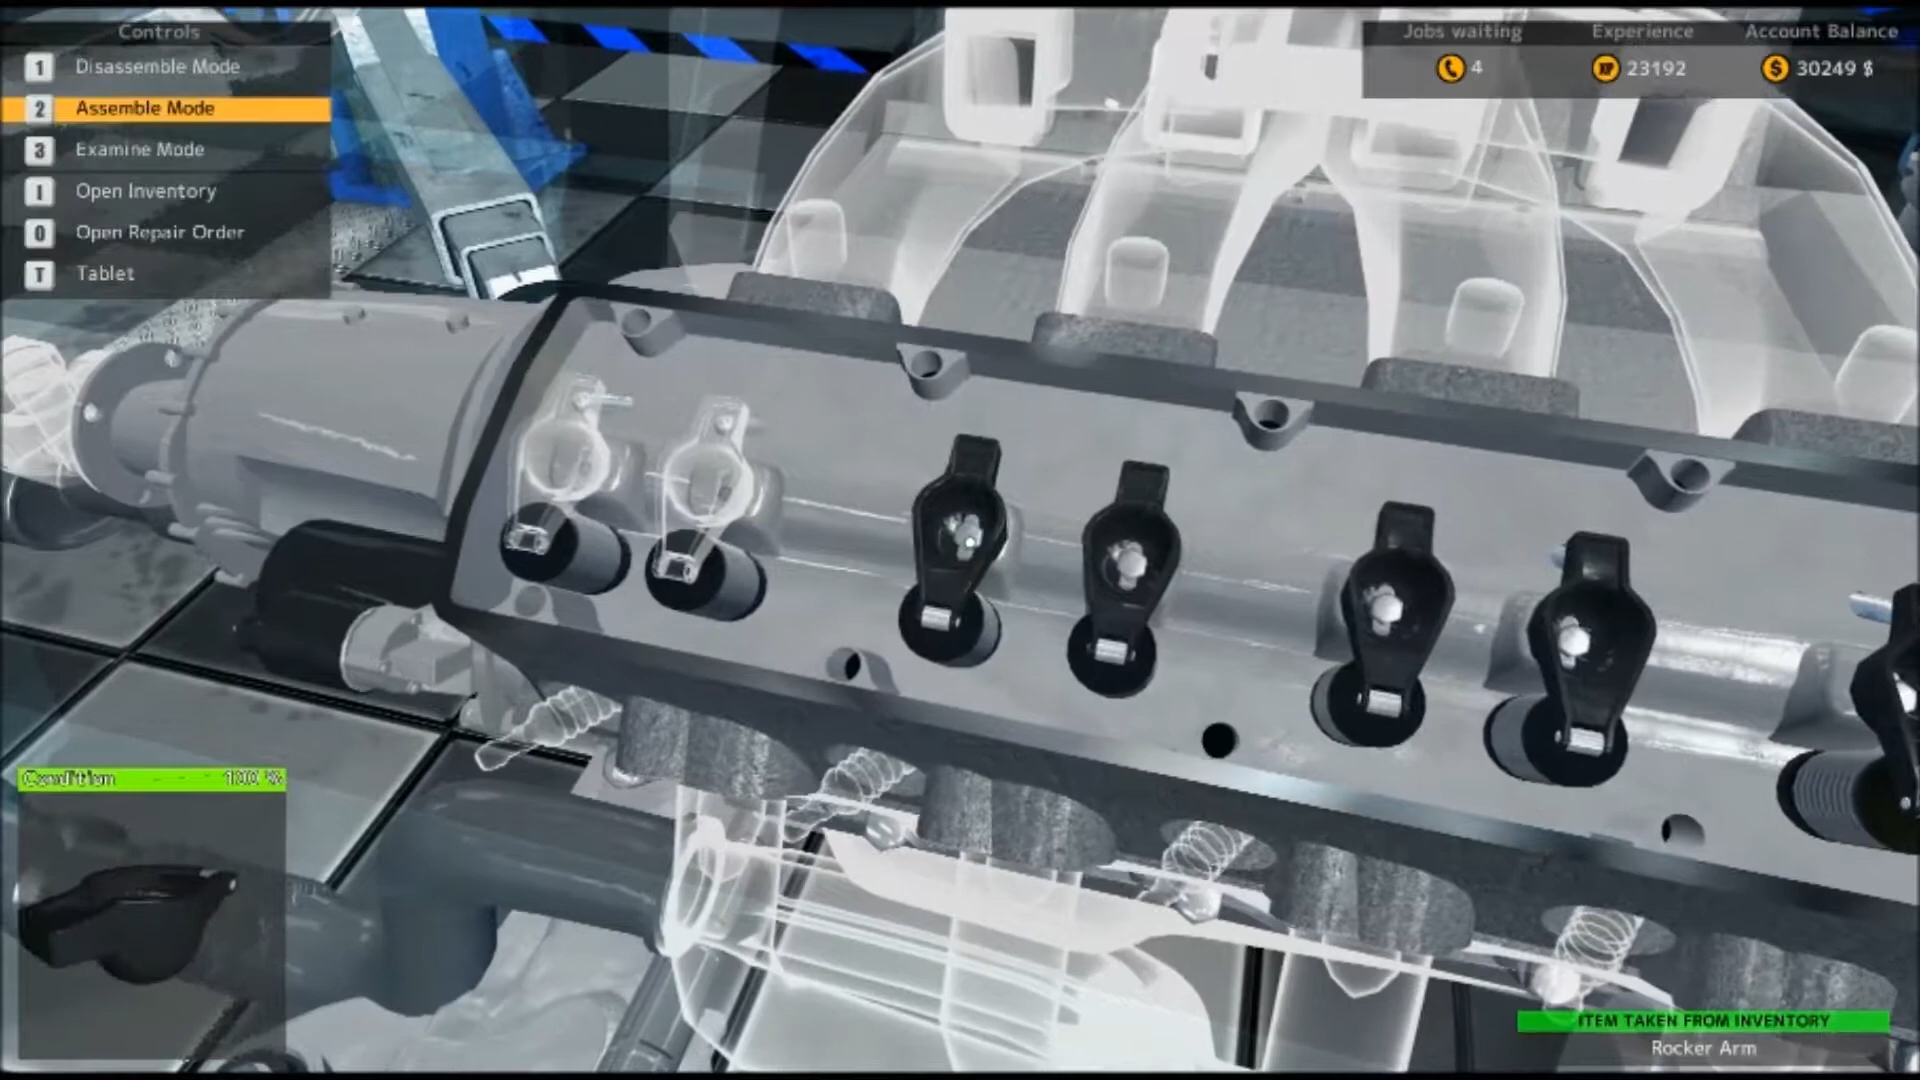 Controls
1 Disassemble Mode
2 Assemble Mode
3 Examine Mode
I Open Inventory
O Open Repair Order
T Tablet
Jobs waiting Experience Account Balance
4 XP 23192 $ 30249 $
Condition 100 %
ITEM TAKEN FROM INVENTORY
Rocker Arm